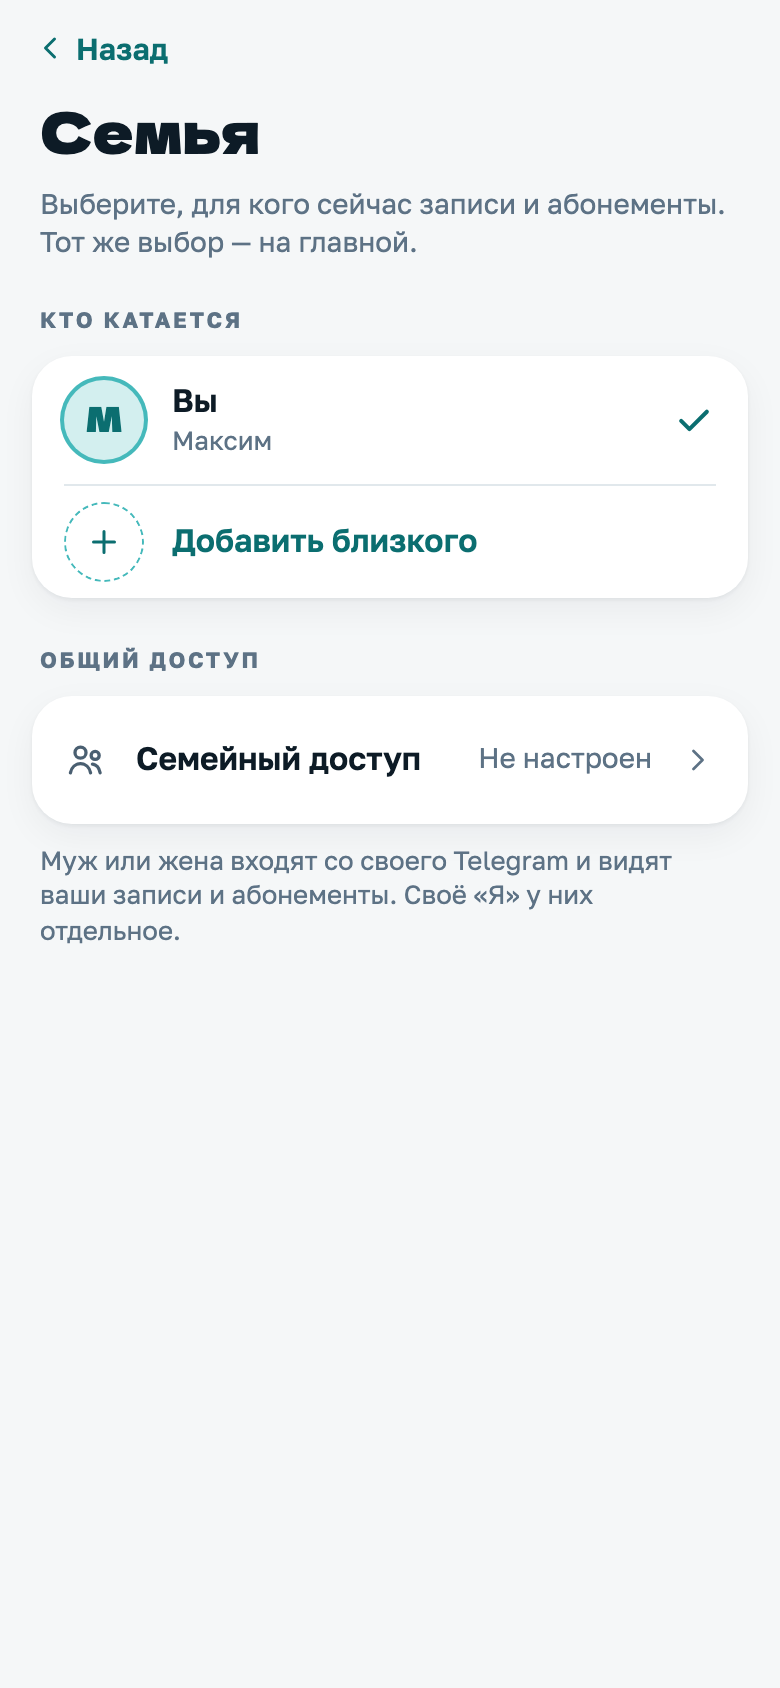 Назад
Семья
Выберите, для кого сейчас записи и абонементы.
Тот же выбор — на главной.
КТО КАТАЕТСЯ
М
Вы
Максим
Добавить близкого
ОБЩИЙ ДОСТУП
Семейный доступ
Не настроен
Муж или жена входят со своего Telegram и видят
ваши записи и абонементы. Своё «Я» у них
отдельное.